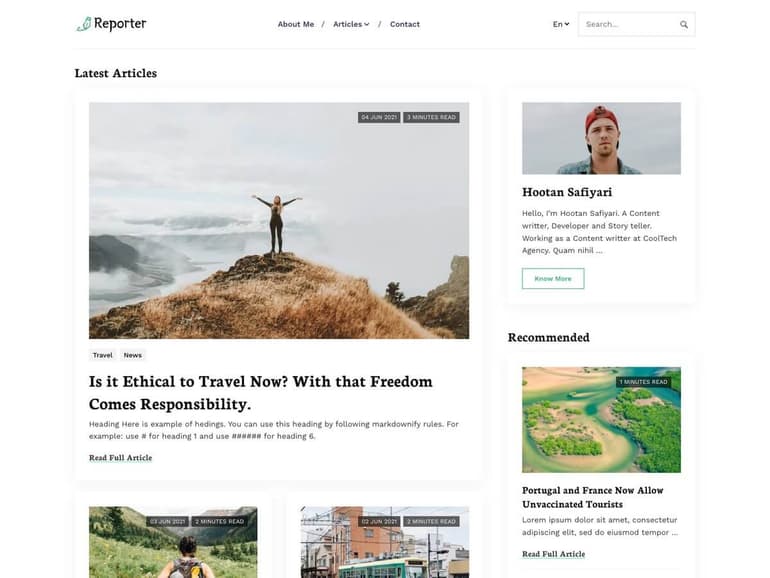 Reporter
About Me / Articles / Contact
En
Search...
Latest Articles
04 JUN 2021 3 MINUTES READ
Travel News
Is it Ethical to Travel Now? With that Freedom
Comes Responsibility.
Heading Here is example of hedings. You can use this heading by following markdownify rules. For
example: use # for heading 1 and use ###### for heading 6.
Read Full Article
03 JUN 2021 2 MINUTES READ
02 JUN 2021 2 MINUTES READ
Hootan Safiyari
Hello, I'm Hootan Safiyari. A Content
writter, Developer and Story teller.
Working as a Content writter at CoolTech
Agency. Quam nihil ...
Know More
Recommended
1 MINUTES READ
Portugal and France Now Allow
Unvaccinated Tourists
Lorem ipsum dolor sit amet, consectetur
adipiscing elit, sed do eiusmod tempor ...
Read Full Article